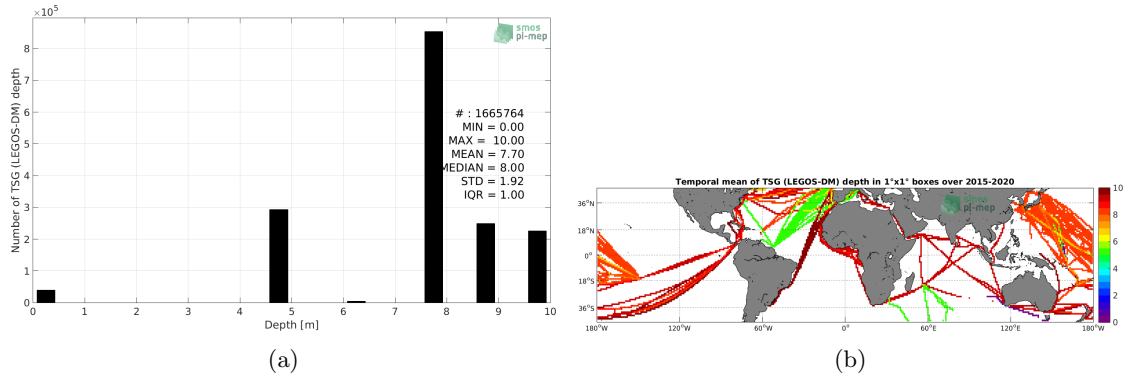 ×10⁵
smos
pi-mep
Number of TSG (LEGOS-DM) depth
8
7
6
5
4
3
2
1
0
# : 1665764
MIN = 0.00
MAX = 10.00
MEAN = 7.70
MEDIAN = 8.00
STD = 1.92
IQR = 1.00
0 1 2 3 4 5 6 7 8 9 10
Depth [m]
(a)
Temporal mean of TSG (LEGOS-DM) depth in 1°x1° boxes over 2015-2020
smos
pi-mep
36°N
18°N
0°
18°S
36°S
180°W 120°W 60°W 0° 60°E 120°E 180°W
10
8
6
4
2
0
(b)